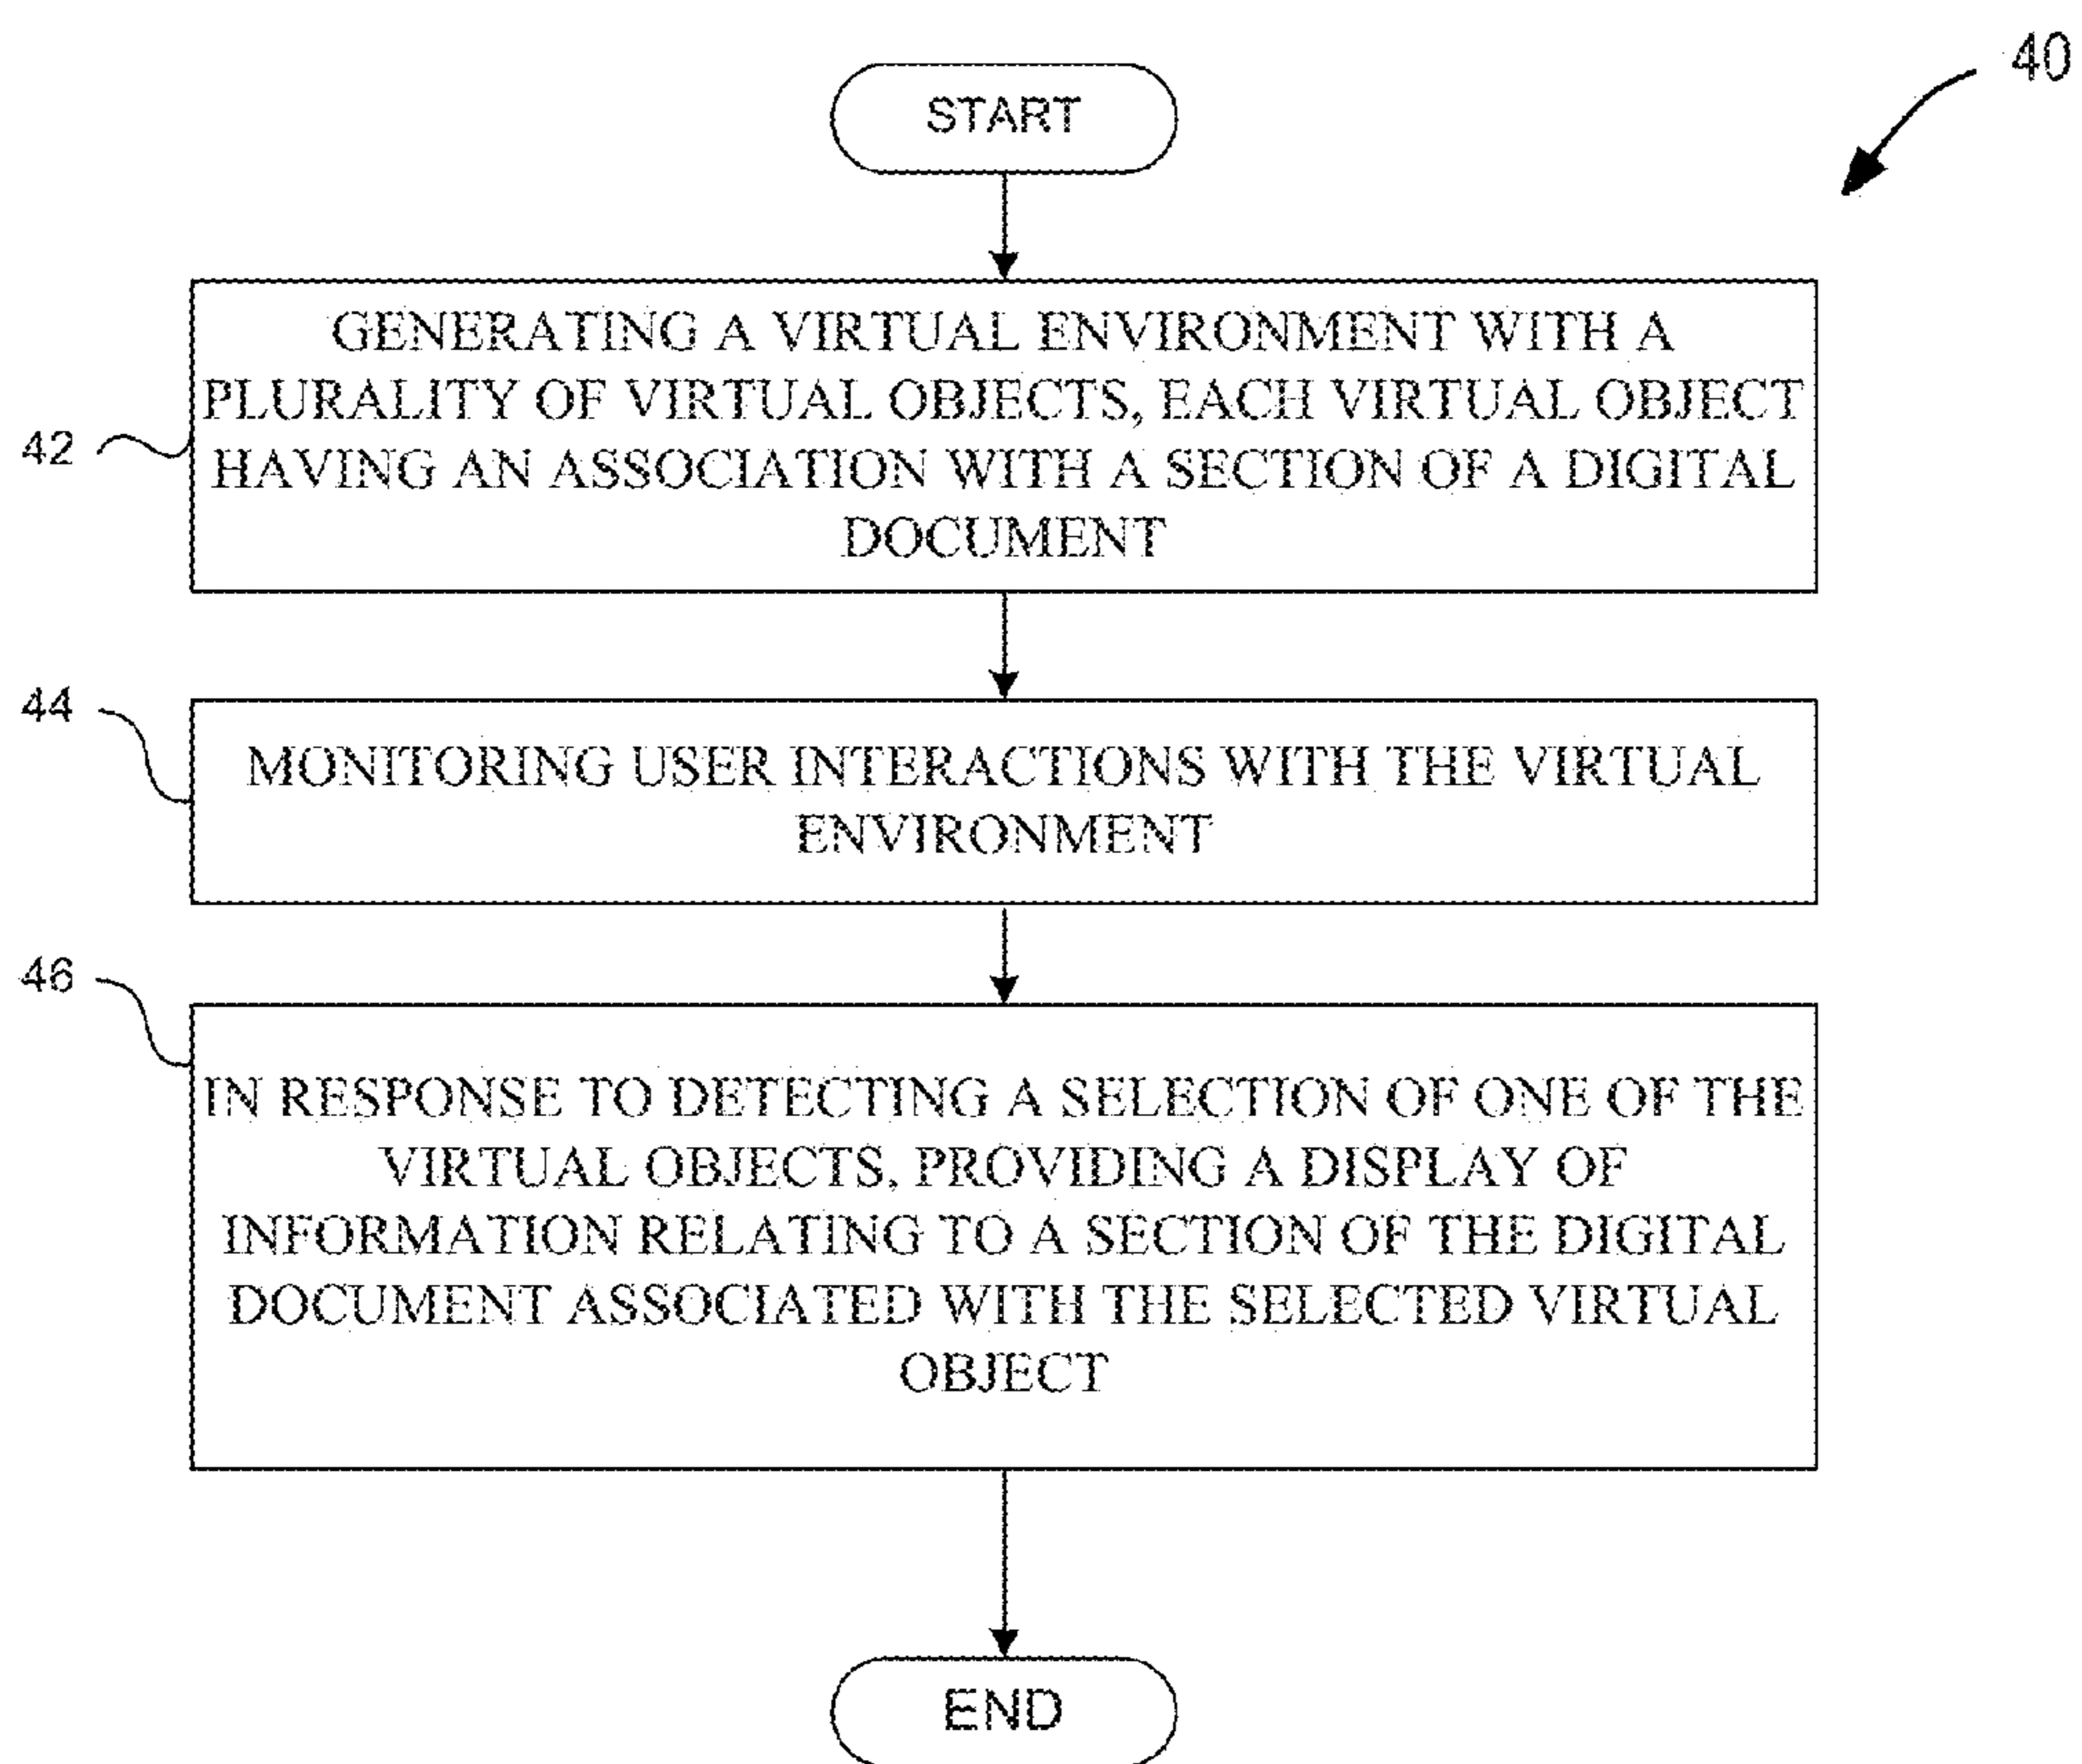 40
START
GENERATING A VIRTUAL ENVIRONMENT WITH A
PLURALITY OF VIRTUAL OBJECTS, EACH VIRTUAL OBJECT
HAVING AN ASSOCIATION WITH A SECTION OF A DIGITAL
DOCUMENT
42
44
MONITORING USER INTERACTIONS WITH THE VIRTUAL
ENVIRONMENT
46
IN RESPONSE TO DETECTING A SELECTION OF ONE OF THE
VIRTUAL OBJECTS, PROVIDING A DISPLAY OF
INFORMATION RELATING TO A SECTION OF THE DIGITAL
DOCUMENT ASSOCIATED WITH THE SELECTED VIRTUAL
OBJECT
END